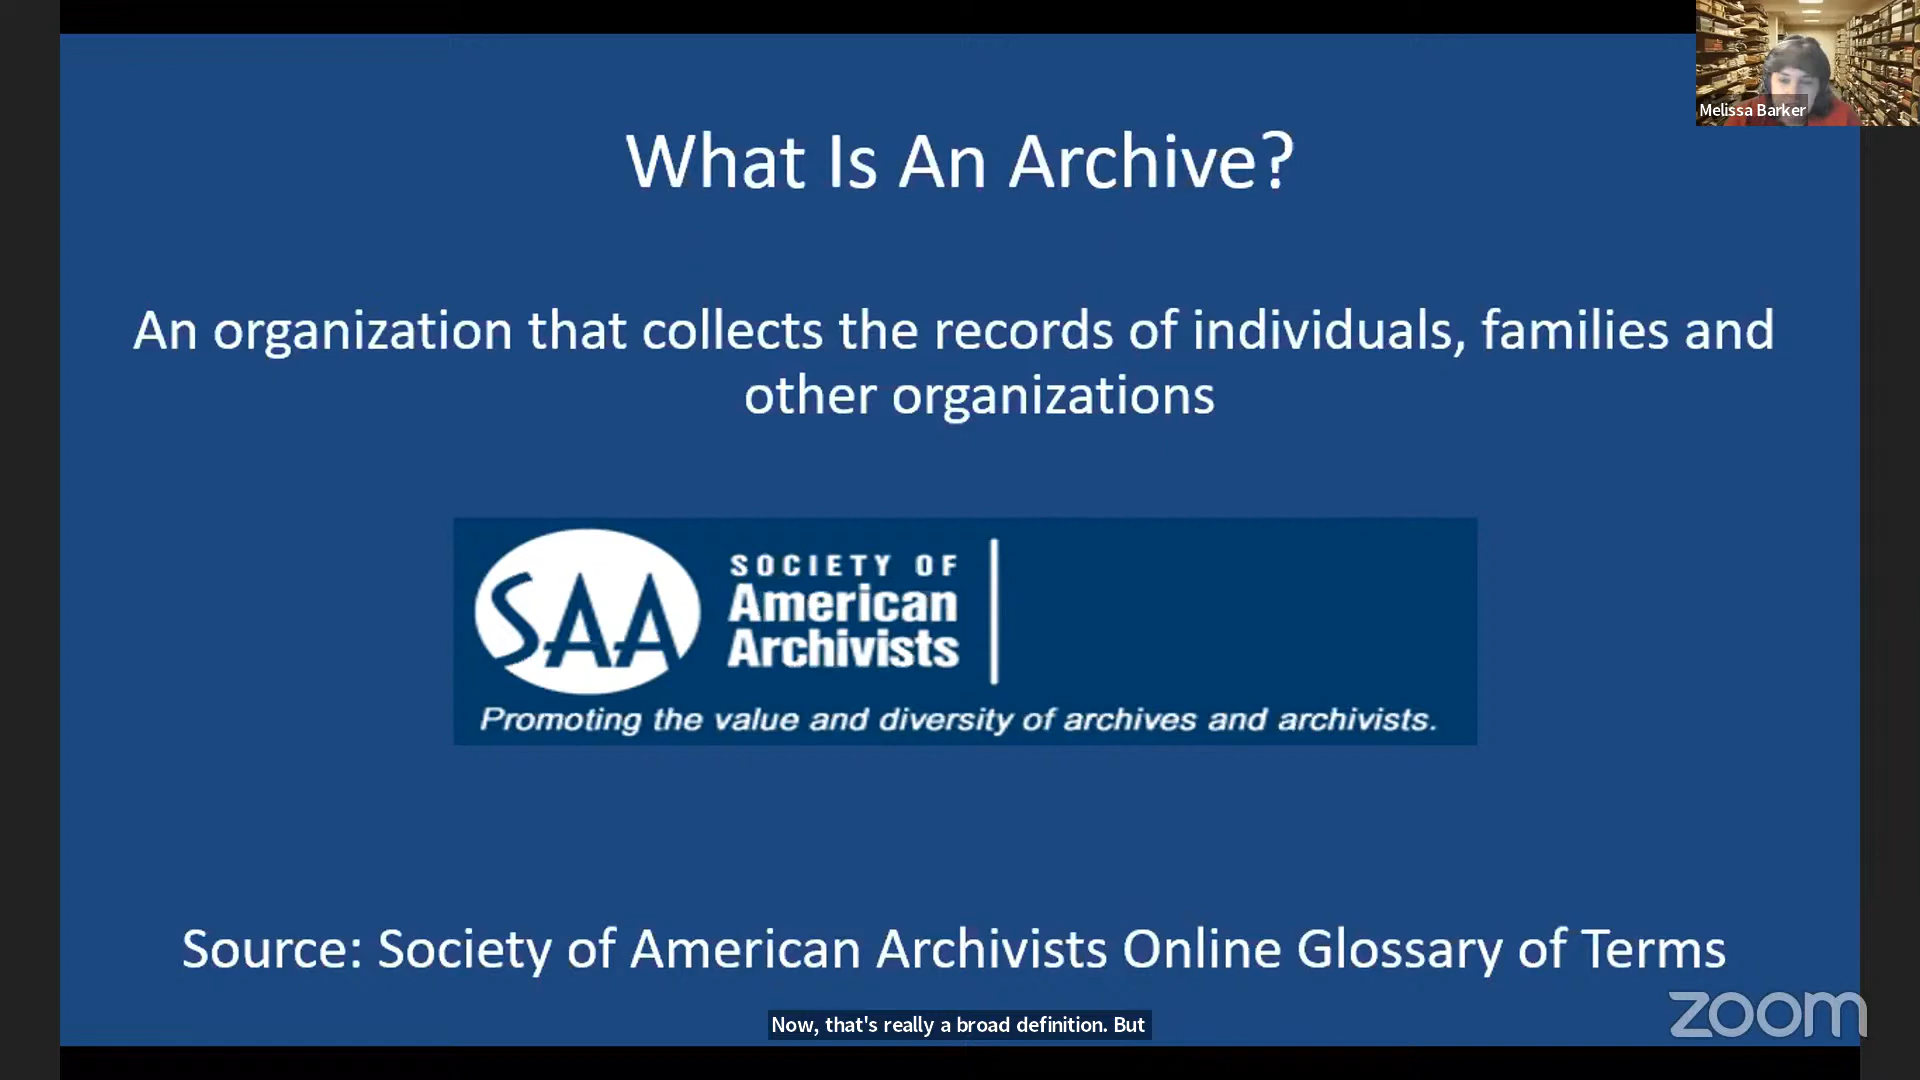 Melissa Barker
What Is An Archive?
An organization that collects the records of individuals, families and
other organizations
SAA
SOCIETY OF
American
Archivists
Promoting the value and diversity of archives and archivists.
Source: Society of American Archivists Online Glossary of Terms
zoom
Now, that's really a broad definition. But